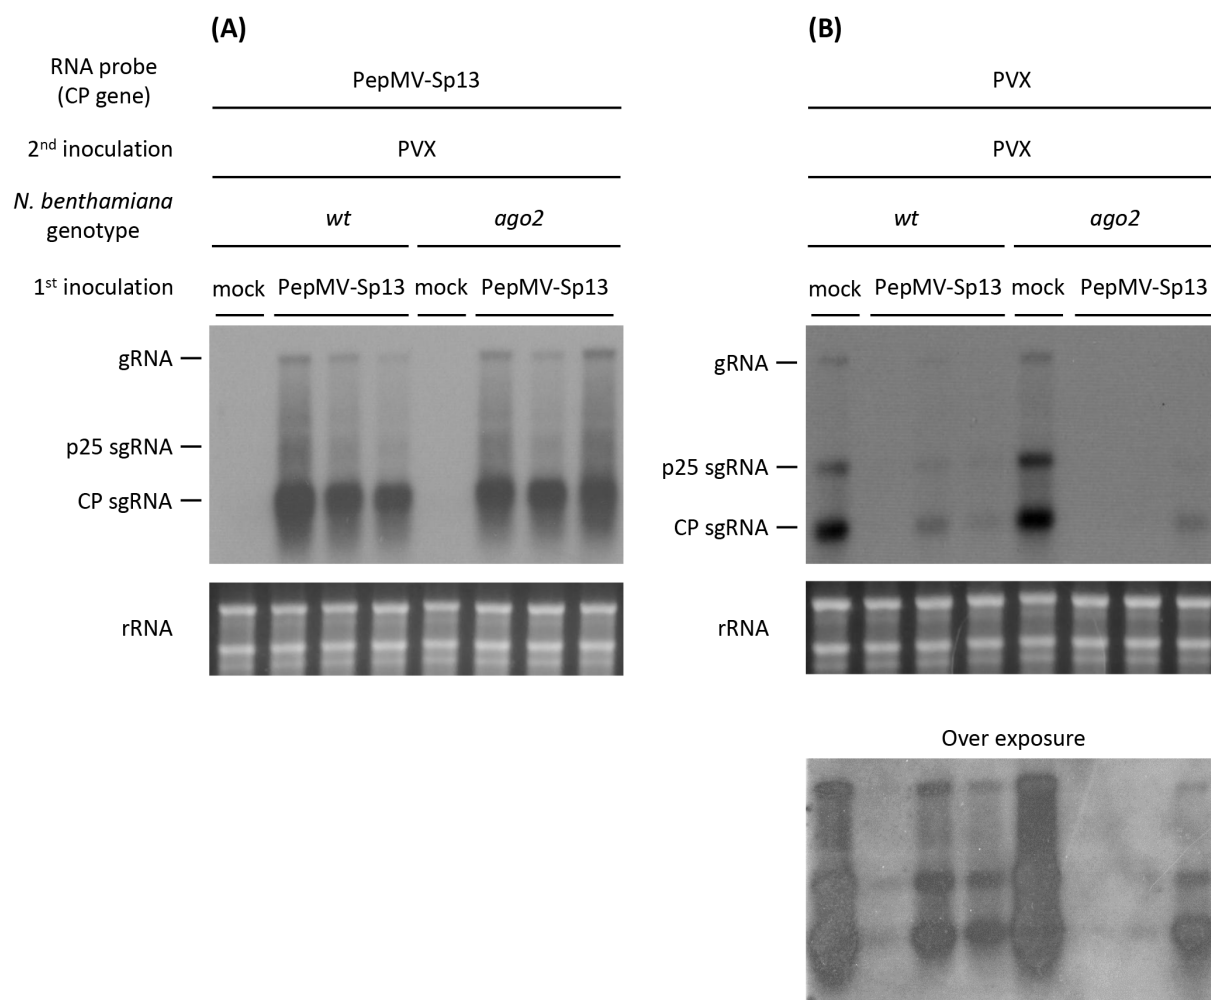 (A)
(B)
RNA probe
(CP gene)
PepMV-Sp13
PVX
2nd inoculation
PVX
PVX
N. benthamiana
genotype
wt
ago2
wt
ago2
1st inoculation
mock
PepMV-Sp13
mock
PepMV-Sp13
mock
PepMV-Sp13
mock
PepMV-Sp13
gRNA
p25 sgRNA
CP sgRNA
gRNA
p25 sgRNA
CP sgRNA
rRNA
rRNA
Over exposure